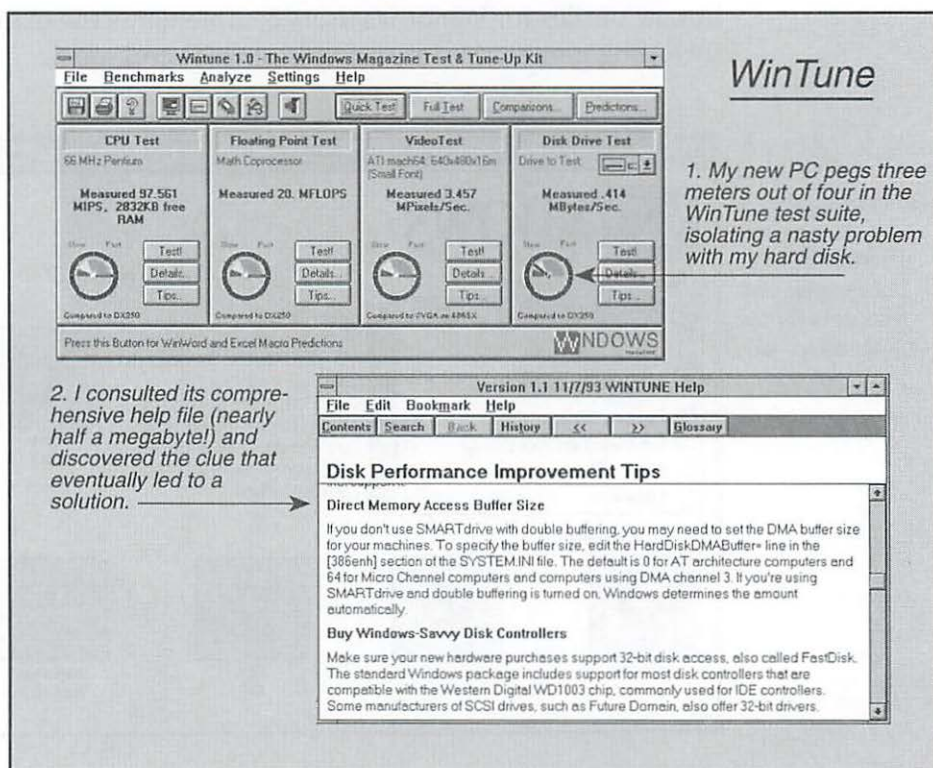 Wintune 1.0 - The Windows Magazine Test & Tune-Up Kit
File Benchmarks Analyze Settings Help
Quick Test Full Test Comparisons... Predictions...
CPU Test
66 MHz Pentium
Measured 97.561
MIPS, 2832KB free
RAM
Slow Fast
Test!
Details...
Tips...
Compared to DX250
Floating Point Test
Math Coprocessor
Measured 20. MFLOPS
Slow Fast
Test!
Details...
Tips...
Compared to DX250
VideoTest
ATI mach64; 640x480x16m
(Small Font)
Measured 3.457
MPixels/Sec.
Slow Fast
Test!
Details...
Tips...
Compared to SVGA on 486SX
Disk Drive Test
Drive to Test: c:
Measured .414
MBytes/Sec.
Slow Fast
Test!
Details...
Tips...
Compared to DX250
Press this Button for WinWord and Excel Macro Predictions
WINDOWS
WinTune
1. My new PC pegs three
meters out of four in the
WinTune test suite,
isolating a nasty problem
with my hard disk.
2. I consulted its compre-
hensive help file (nearly
half a megabyte!) and
discovered the clue that
eventually led to a
solution.
Version 1.1 11/7/93 WINTUNE Help
File Edit Bookmark Help
Contents Search Back History << >> Glossary
Disk Performance Improvement Tips
Direct Memory Access Buffer Size
If you don't use SMARTdrive with double buffering, you may need to set the DMA buffer size
for your machines. To specify the buffer size, edit the HardDiskDMABuffer= line in the
[386enh] section of the SYSTEM.INI file. The default is 0 for AT architecture computers and
64 for Micro Channel computers and computers using DMA channel 3. If you're using
SMARTdrive and double buffering is turned on, Windows determines the amount
automatically.
Buy Windows-Savvy Disk Controllers
Make sure your new hardware purchases support 32-bit disk access, also called FastDisk.
The standard Windows package includes support for most disk controllers that are
compatible with the Western Digital WD1003 chip, commonly used for IDE controllers.
Some manufacturers of SCSI drives, such as Future Domain, also offer 32-bit drivers.